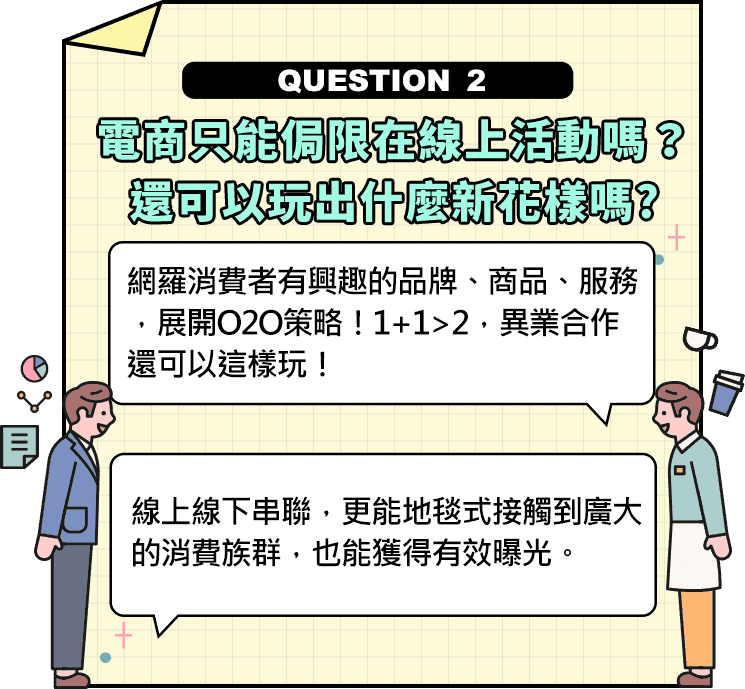 QUESTION 2
電商只能侷限在線上活動嗎？
還可以玩出什麼新花樣嗎?
網羅消費者有興趣的品牌、商品、服務
，展開O2O策略！1+1>2，異業合作
還可以這樣玩！
線上線下串聯，更能地毯式接觸到廣大
的消費族群，也能獲得有效曝光。